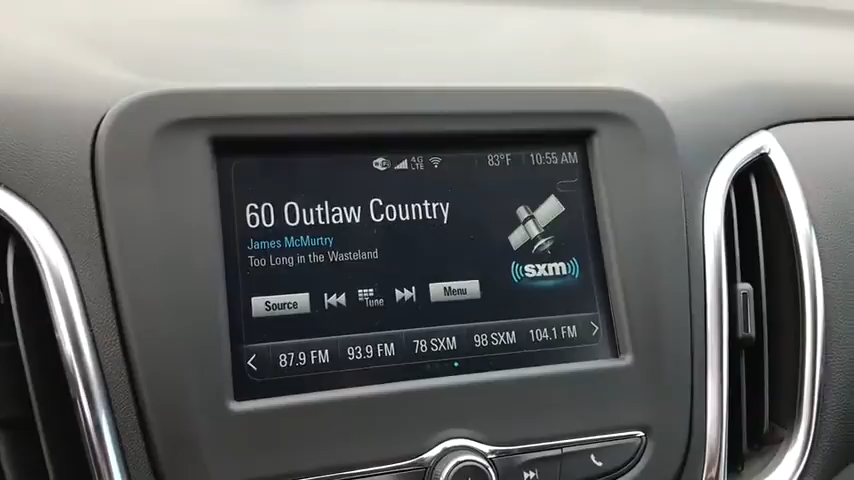 4G
LTE
83°F
10:55 AM
60 Outlaw Country
James McMurtry
Too Long in the Wasteland
sxm
Source
Tune
Menu
87.9 FM
93.9 FM
78 SXM
98 SXM
104.1 FM